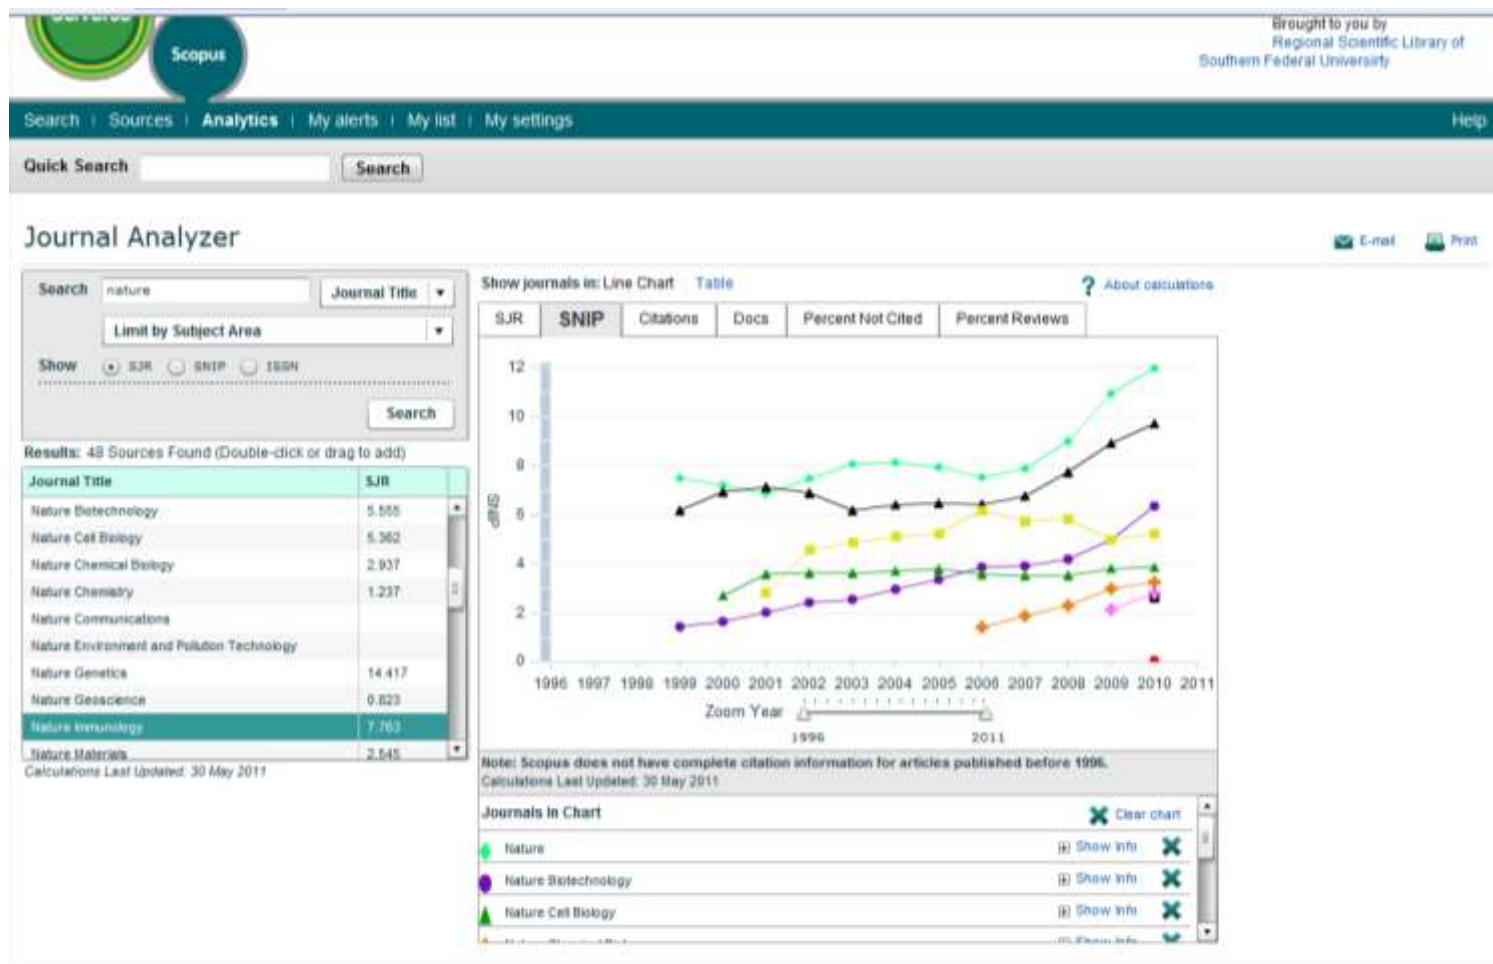 Scopus
Brought to you by
Regional Scientific Library of
Southern Federal Universirty
Search | Sources | Analytics | My alerts | My list | My settings
Help
Quick Search
Search
Journal Analyzer
E-mail
Print
Search nature Journal Title
Limit by Subject Area
Show SJR SNIP ISSN
Search
Results: 48 Sources Found (Double-click or drag to add)
Journal Title SJR
Nature Biotechnology 5.555
Nature Cell Biology 5.362
Nature Chemical Biology 2.937
Nature Chemistry 1.237
Nature Communications
Nature Environment and Pollution Technology
Nature Genetics 14.417
Nature Geoscience 0.823
Nature Immunology 7.763
Nature Materials 2.545
Calculations Last Updated: 30 May 2011
Show journals in: Line Chart Table
? About calculations
SJR SNIP Citations Docs Percent Not Cited Percent Reviews
12
10
8
6
4
2
0
SNIP
1996 1997 1998 1999 2000 2001 2002 2003 2004 2005 2006 2007 2008 2009 2010 2011
Zoom Year
1996 2011
Note: Scopus does not have complete citation information for articles published before 1996.
Calculations Last Updated: 30 May 2011
Journals in Chart
Clear chart
Nature Show Info
Nature Biotechnology Show Info
Nature Cell Biology Show Info
Show Info